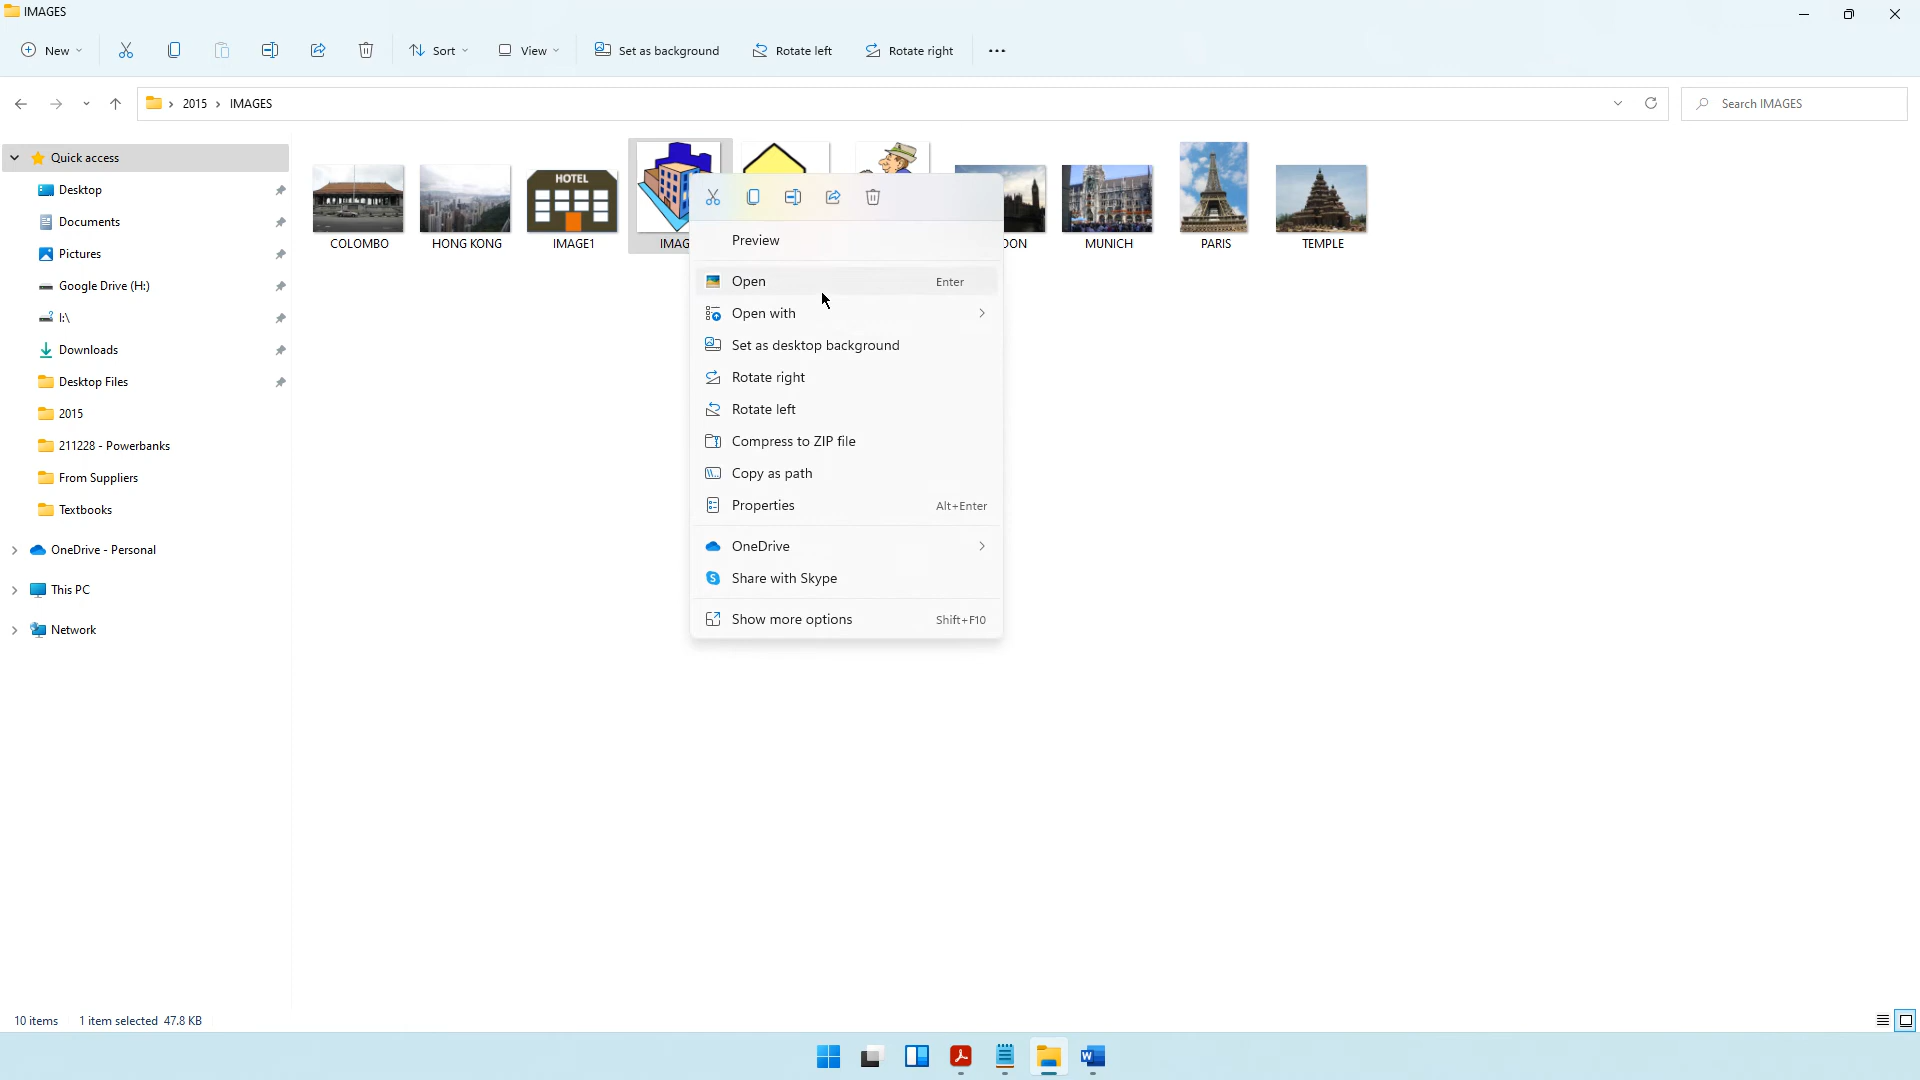 IMAGES
New
Sort
View
Set as background
Rotate left
Rotate right
2015 IMAGES
Search IMAGES
Quick access
Desktop
Documents
Pictures
Google Drive (H:)
I:\
Downloads
Desktop Files
2015
211228 - Powerbanks
From Suppliers
Textbooks
OneDrive - Personal
This PC
Network
HOTEL
COLOMBO
HONG KONG
IMAGE1
IMAG
DON
MUNICH
PARIS
TEMPLE
Preview
Open Enter
Open with
Set as desktop background
Rotate right
Rotate left
Compress to ZIP file
Copy as path
Properties Alt+Enter
OneDrive
Share with Skype
Show more options Shift+F10
10 items 1 item selected 47.8 KB